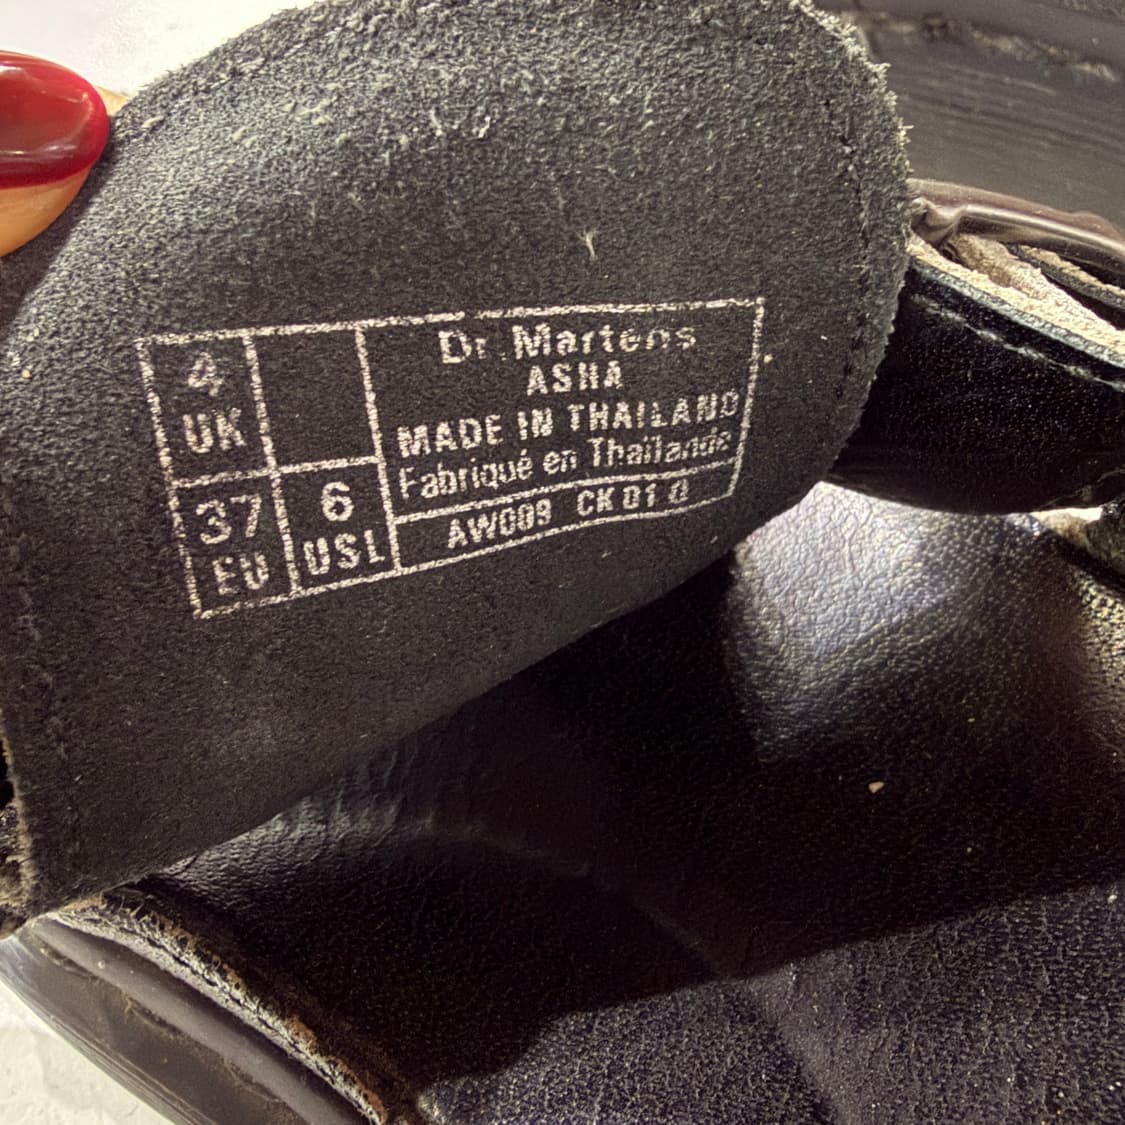 4
UK
37
EU
6
USL
Dr. Martens
ASHA
MADE IN THAILAND
Fabriqué en Thaïlande
AW009 CK01 0